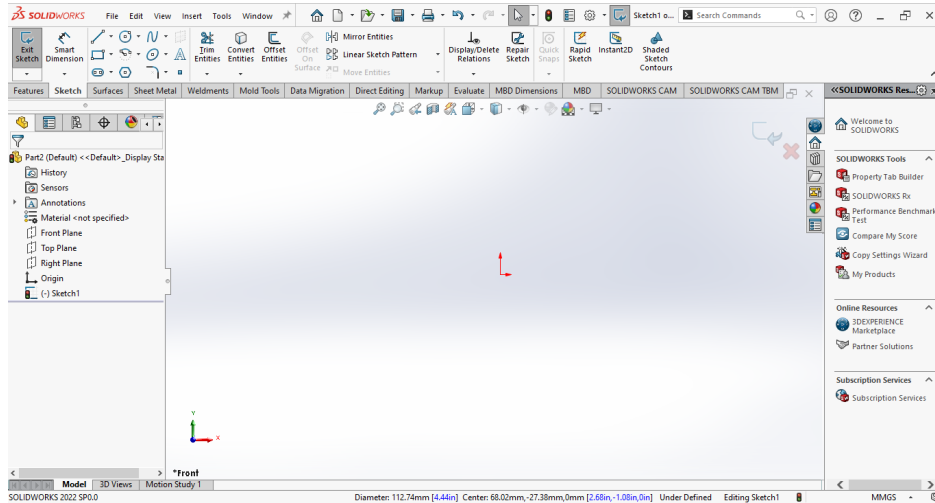 SOLIDWORKS File Edit View Insert Tools Window Sketch1 o... Search Commands
Exit Sketch
Smart Dimension
Trim Entities
Convert Entities
Offset Entities
Offset On Surface
Mirror Entities
Linear Sketch Pattern
Move Entities
Display/Delete Relations
Repair Sketch
Quick Snaps
Rapid Sketch
Instant2D
Shaded Sketch Contours
Features Sketch Surfaces Sheet Metal Weldments Mold Tools Data Migration Direct Editing Markup Evaluate MBD Dimensions MBD SOLIDWORKS CAM SOLIDWORKS CAM TBM
Part2 (Default) <<Default>_Display Sta
History
Sensors
Annotations
Material <not specified>
Front Plane
Top Plane
Right Plane
Origin
(-) Sketch1
Y
X
*Front
«SOLIDWORKS Res...
Welcome to
SOLIDWORKS
SOLIDWORKS Tools
Property Tab Builder
SOLIDWORKS Rx
Performance Benchmark
Test
Compare My Score
Copy Settings Wizard
My Products
Online Resources
3DEXPERIENCE
Marketplace
Partner Solutions
Subscription Services
Subscription Services
Model 3D Views Motion Study 1
SOLIDWORKS 2022 SP0.0 Diameter: 112.74mm [4.44in] Center: 68.02mm,-27.38mm,0mm [2.68in,-1.08in,0in] Under Defined Editing Sketch1 MMGS